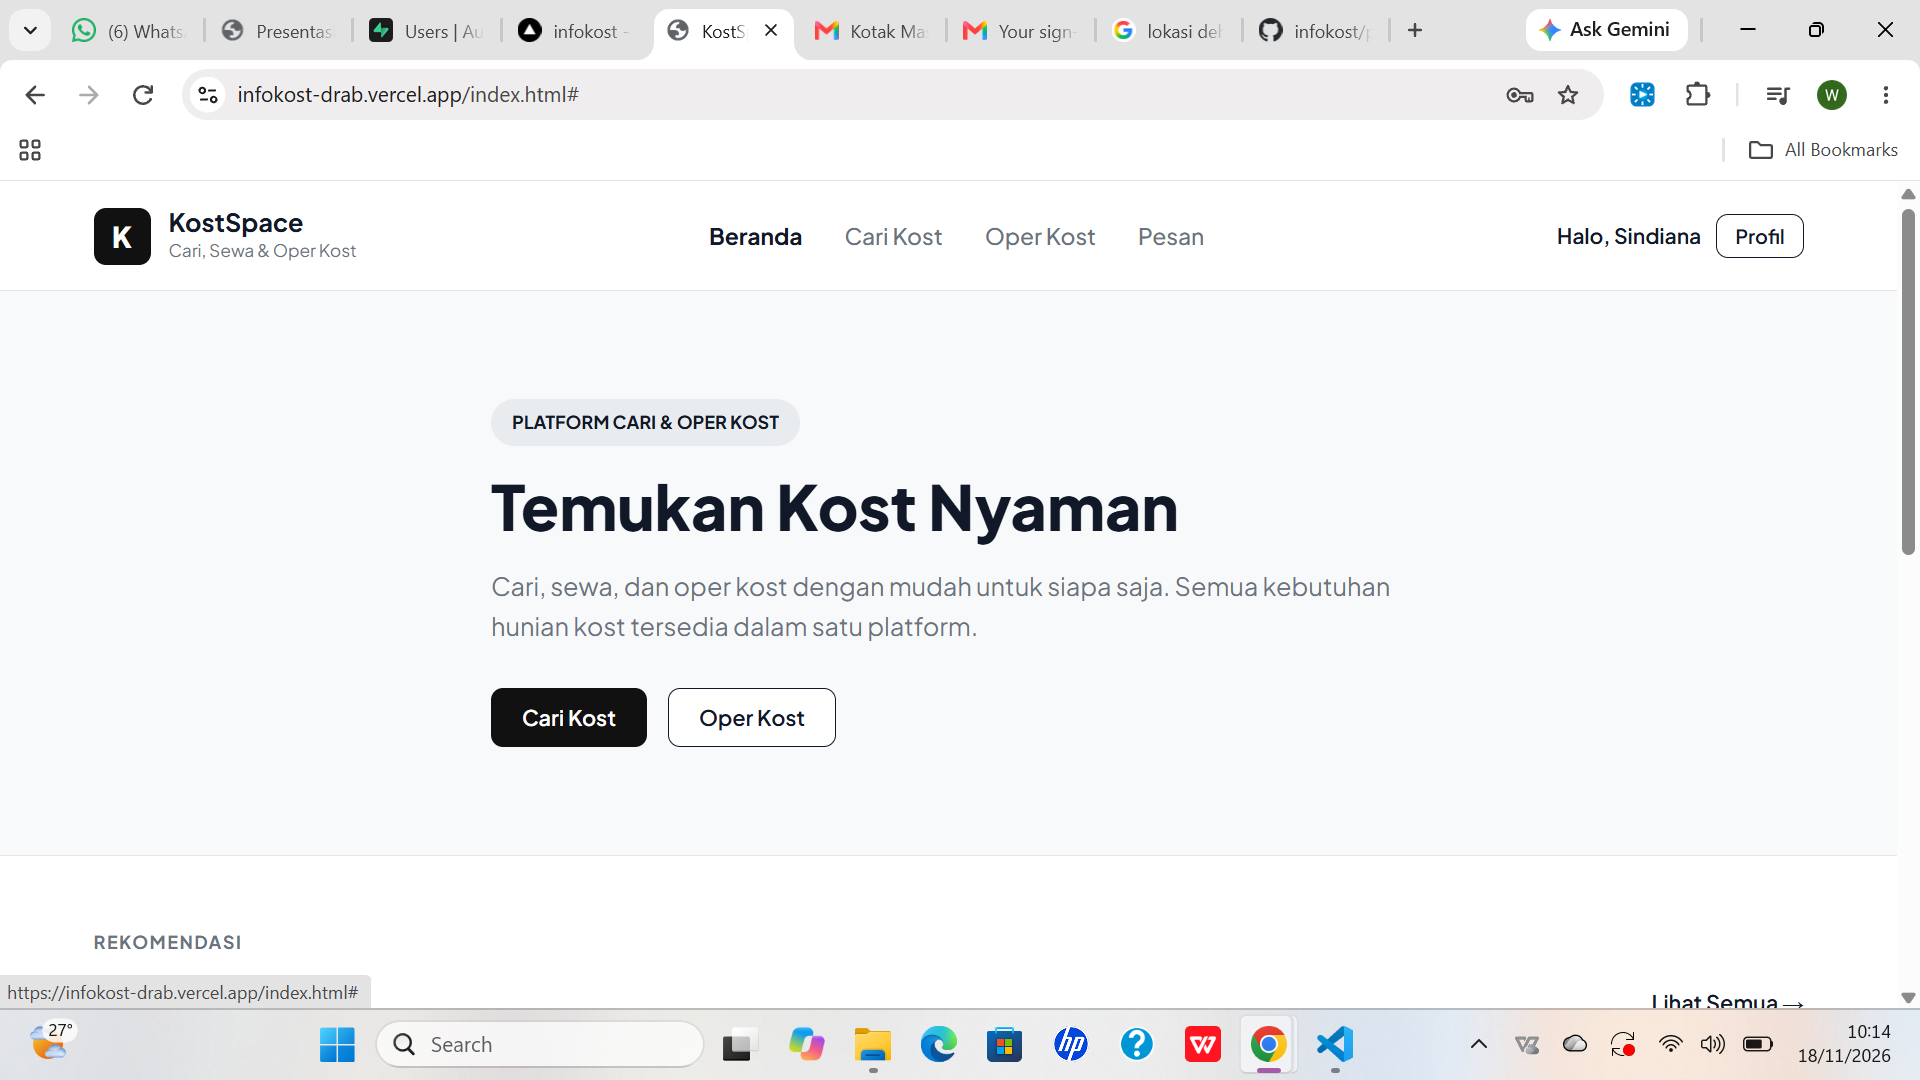 (6) Whats
Presentas
Users | Au
infokost -
KostS
Kotak Ma
Your sign-
lokasi deh
infokost/p
Ask Gemini
infokost-drab.vercel.app/index.html#
W
All Bookmarks
K
KostSpace
Cari, Sewa & Oper Kost
Beranda
Cari Kost
Oper Kost
Pesan
Halo, Sindiana
Profil
PLATFORM CARI & OPER KOST
Temukan Kost Nyaman
Cari, sewa, dan oper kost dengan mudah untuk siapa saja. Semua kebutuhan
hunian kost tersedia dalam satu platform.
Cari Kost
Oper Kost
REKOMENDASI
Lihat Semua →
https://infokost-drab.vercel.app/index.html#
27°
Search
10:14
18/11/2026